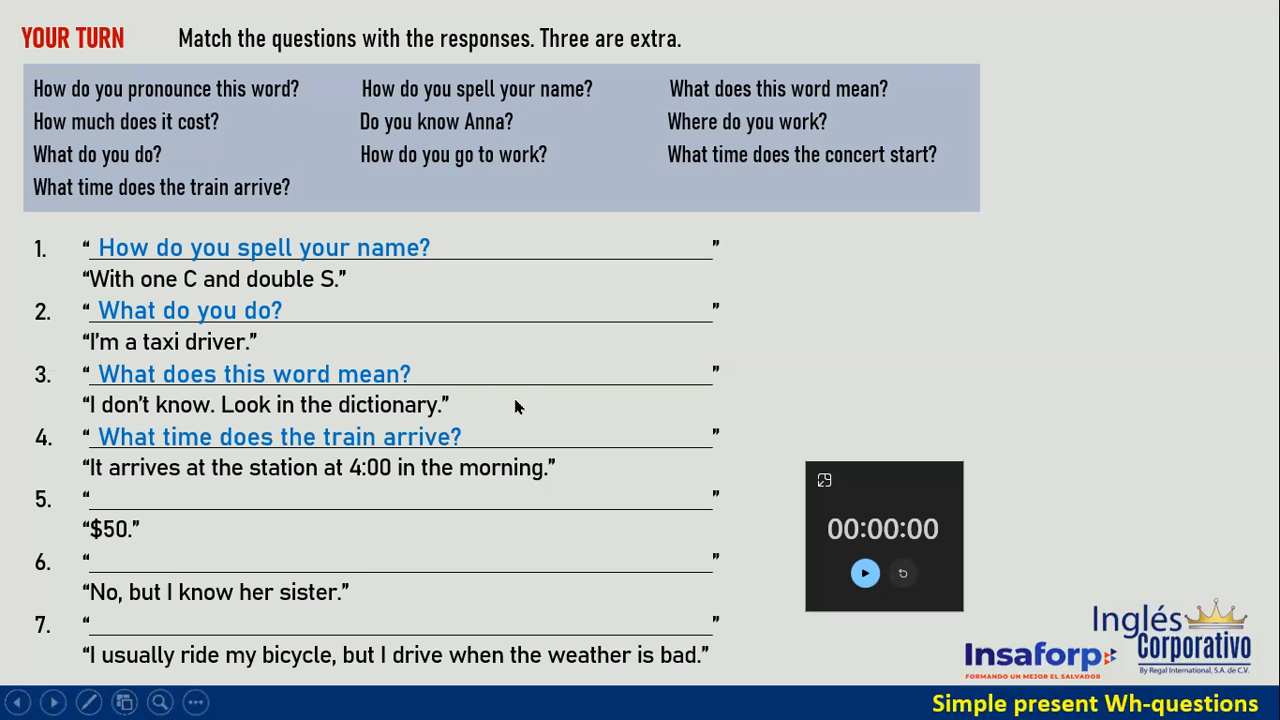 YOUR TURN Match the questions with the responses. Three are extra.
How do you pronounce this word? How do you spell your name? What does this word mean?
How much does it cost? Do you know Anna? Where do you work?
What do you do? How do you go to work? What time does the concert start?
What time does the train arrive?
1. “ How do you spell your name? ”
“With one C and double S.”
2. “ What do you do? ”
“I’m a taxi driver.”
3. “ What does this word mean? ”
“I don’t know. Look in the dictionary.”
4. “ What time does the train arrive? ”
“It arrives at the station at 4:00 in the morning.”
5. “ ”
“$50.”
6. “ ”
“No, but I know her sister.”
7. “ ”
“I usually ride my bicycle, but I drive when the weather is bad.”
00:00:00
Insaforp
FORMANDO UN MEJOR EL SALVADOR
Inglés
Corporativo
By Regal International, S.A. de C.V.
Simple present Wh-questions